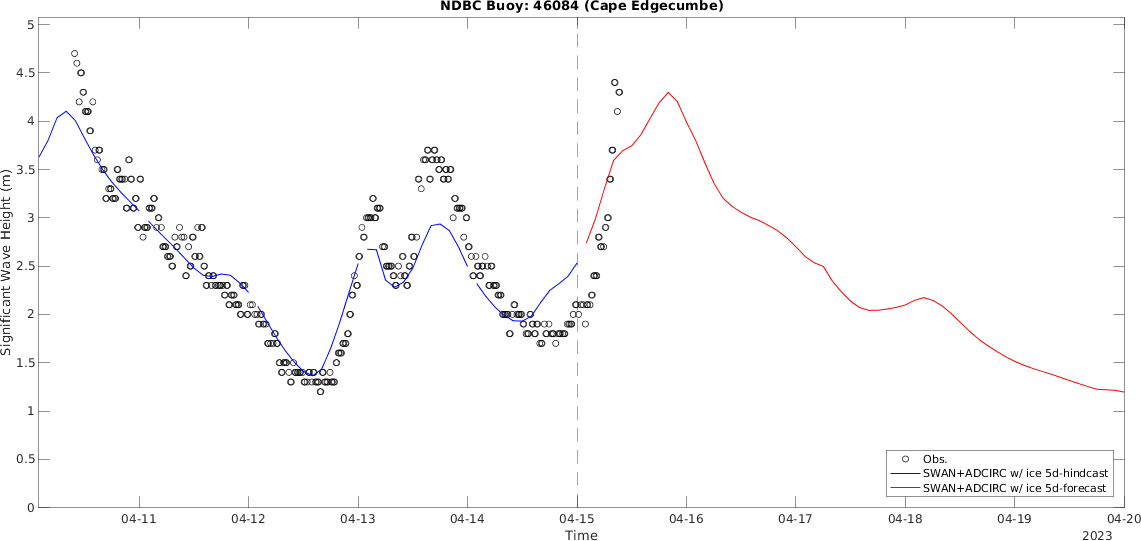 NDBC Buoy: 46084 (Cape Edgecumbe)
5
4.5
4
3.5
3
2.5
2
1.5
1
0.5
0
Significant Wave Height (m)
04-11 04-12 04-13 04-14 04-15 04-16 04-17 04-18 04-19 04-20
Time
2023
Obs.
SWAN+ADCIRC w/ ice 5d-hindcast
SWAN+ADCIRC w/ ice 5d-forecast